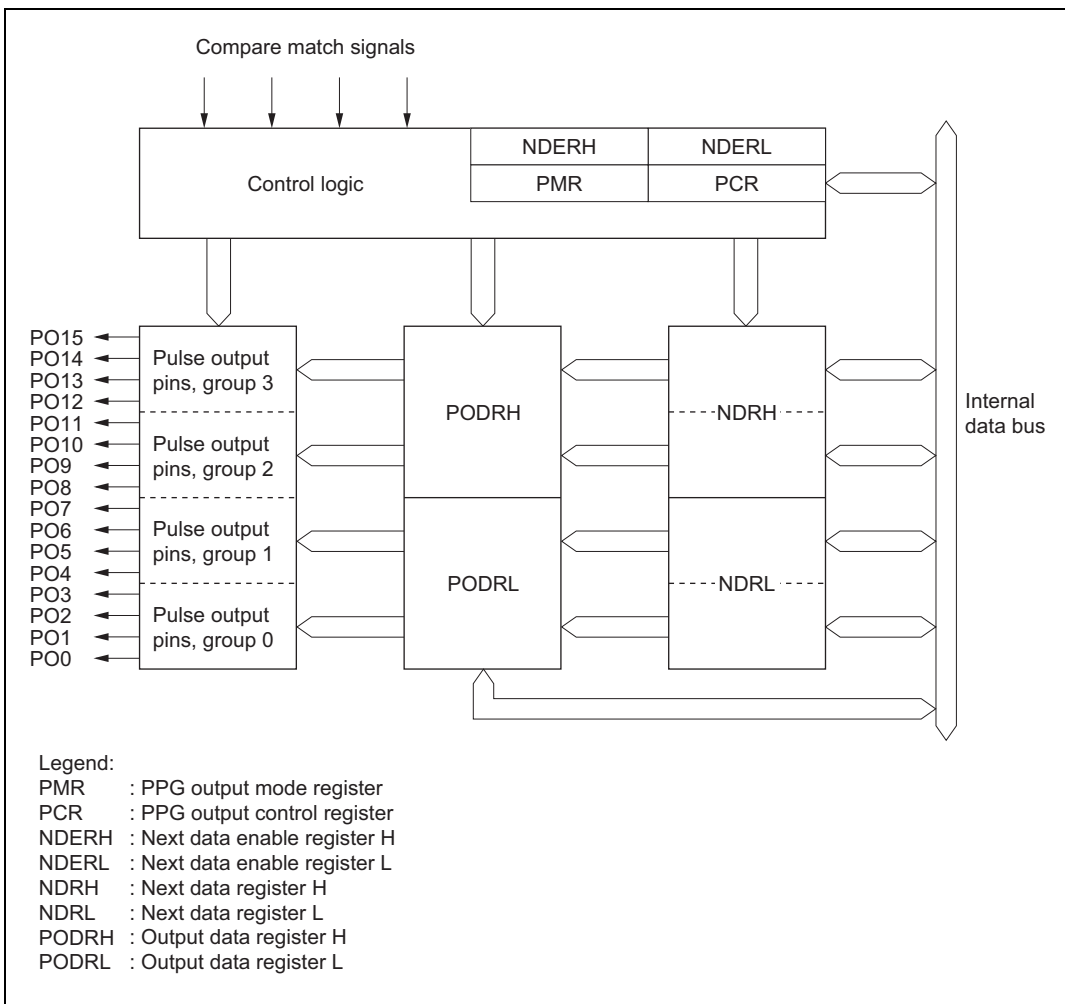 Compare match signals
NDERH
NDERL
Control logic
PMR
PCR
PO15
PO14
PO13
PO12
PO11
PO10
PO9
PO8
PO7
PO6
PO5
PO4
PO3
PO2
PO1
PO0
Pulse output
pins, group 3
Pulse output
pins, group 2
Pulse output
pins, group 1
Pulse output
pins, group 0
PODRH
PODRL
NDRH
NDRL
Internal
data bus
Legend:
PMR : PPG output mode register
PCR : PPG output control register
NDERH : Next data enable register H
NDERL : Next data enable register L
NDRH : Next data register H
NDRL : Next data register L
PODRH : Output data register H
PODRL : Output data register L